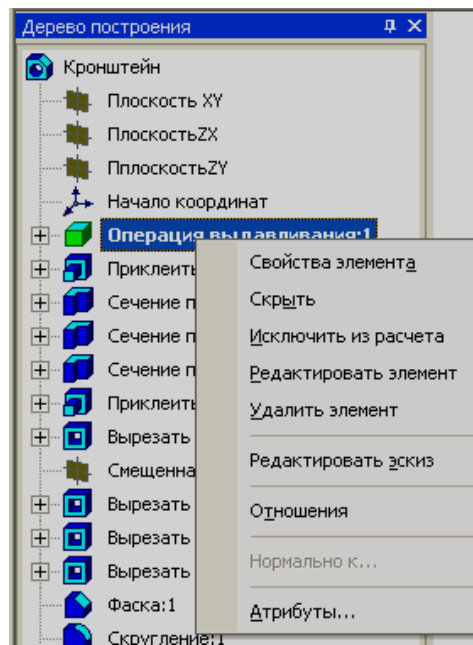 Дерево построения
Кронштейн
Плоскость XY
ПлоскостьZX
ПплоскостьZY
Начало координат
Операция выдавливания:1
Приклеить
Сечение п
Сечение п
Сечение п
Приклеить
Вырезать
Смещенна
Вырезать
Вырезать
Вырезать
Фаска:1
Скругление:1
Свойства элемента
Скрыть
Исключить из расчета
Редактировать элемент
Удалить элемент
Редактировать эскиз
Отношения
Нормально к...
Атрибуты...